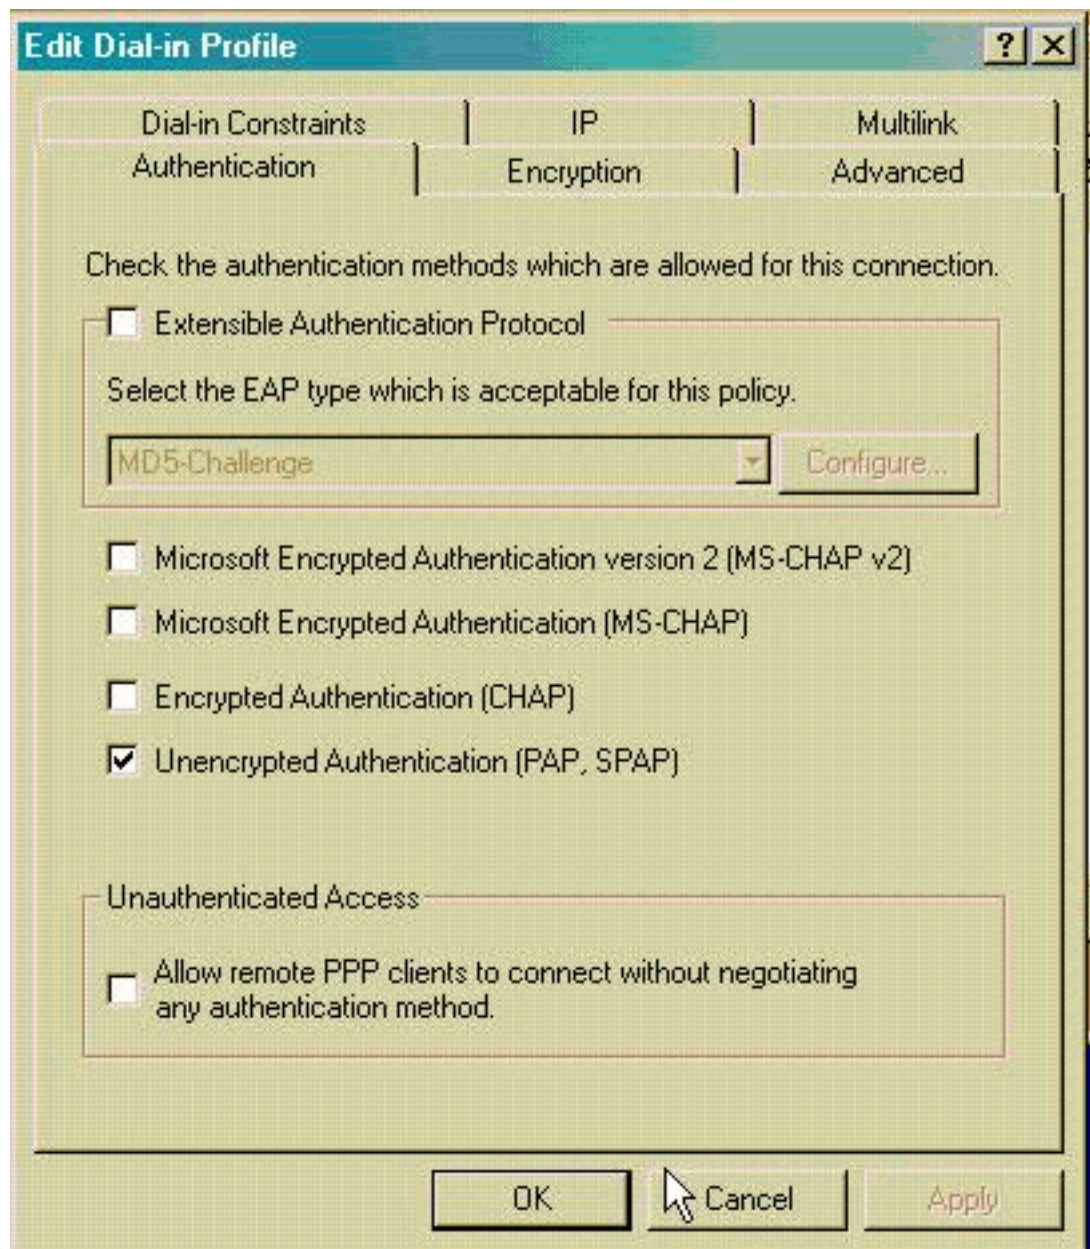 Edit Dial-in Profile
Dial-in Constraints IP Multilink
Authentication Encryption Advanced
Check the authentication methods which are allowed for this connection.
Extensible Authentication Protocol
Select the EAP type which is acceptable for this policy.
MD5-Challenge Configure...
Microsoft Encrypted Authentication version 2 (MS-CHAP v2)
Microsoft Encrypted Authentication (MS-CHAP)
Encrypted Authentication (CHAP)
Unencrypted Authentication (PAP, SPAP)
Unauthenticated Access
Allow remote PPP clients to connect without negotiating
any authentication method.
OK Cancel Apply